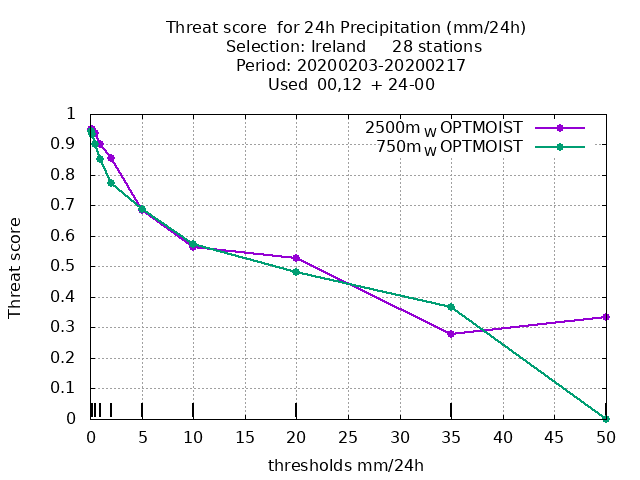 Threat score  for 24h Precipitation (mm/24h)
Selection: Ireland     28 stations
Period: 20200203-20200217
Used  00,12  + 24-00
2500m WOPTMOIST
750m WOPTMOIST
1
0.9
0.8
0.7
0.6
0.5
0.4
0.3
0.2
0.1
0
Threat score
0 5 10 15 20 25 30 35 40 45 50
thresholds mm/24h